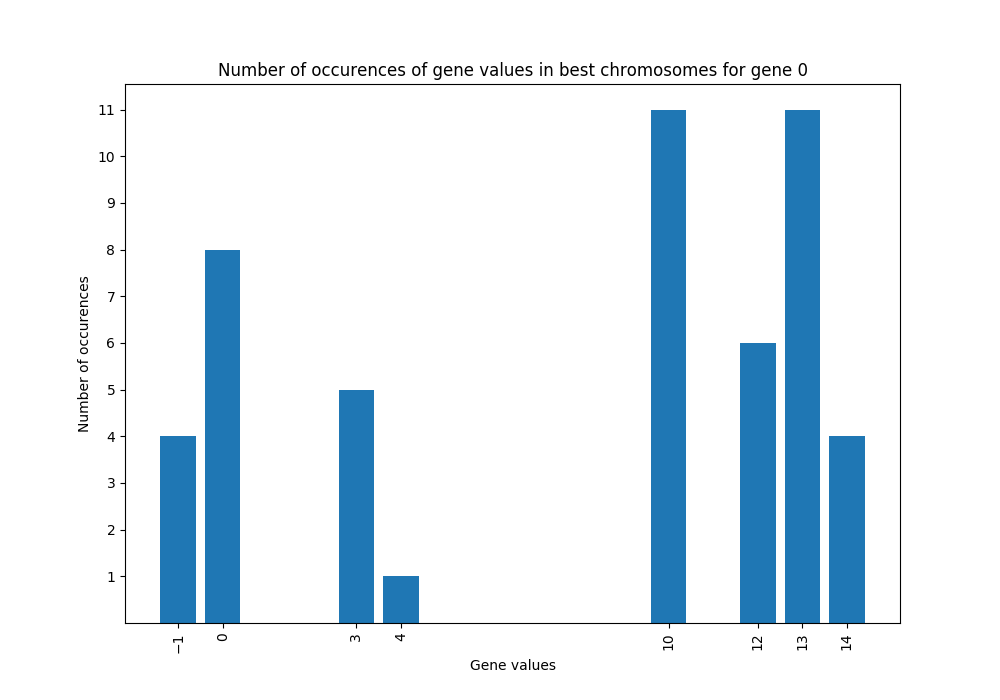 Number of occurences of gene values in best chromosomes for gene 0
11
10
9
8
7
6
5
4
3
2
1
Number of occurences
−1 0 3 4 10 12 13 14
Gene values